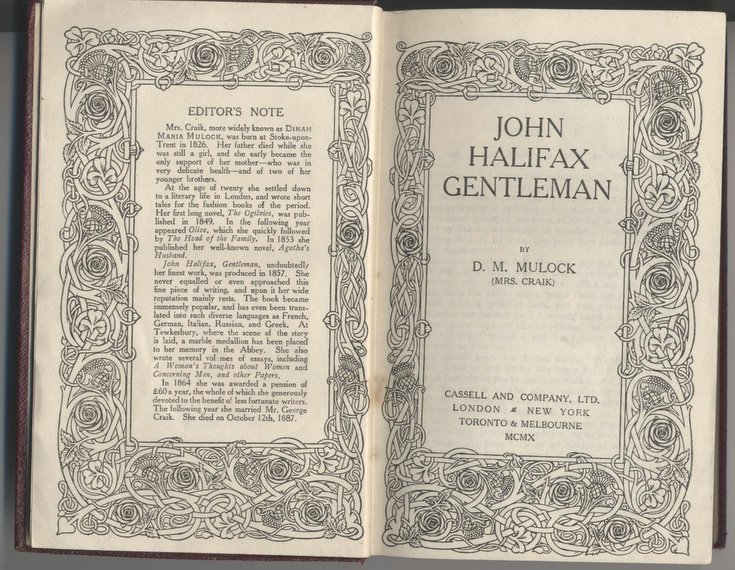 EDITOR'S NOTE
Mrs. Craik, more widely known as DINAH
MARIA MULOCK, was born at Stoke-upon-
Trent in 1826. Her father died while she
was still a girl, and she early became the
only support of her mother—who was in
very delicate health—and of two of her
younger brothers.
At the age of twenty she settled down
to a literary life in London, and wrote short
tales for the fashion books of the period.
Her first long novel, The Ogilvies, was pub-
lished in 1849. In the following year
appeared Olive, which she quickly followed
by The Head of the Family. In 1853 she
published her well-known novel, Agatha's
Husband.
John Halifax, Gentleman, undoubtedly
her finest work, was produced in 1857. She
never equalled or even approached this
fine piece of writing, and upon it her wide
reputation mainly rests. The book became
immensely popular, and has even been trans-
lated into such diverse languages as French,
German, Italian, Russian, and Greek. At
Tewkesbury, where the scene of the story
is laid, a marble medallion has been placed
to her memory in the Abbey. She also
wrote several vol mes of essays, including
A Women's Thoughts about Women and
Concerning Men, and other Papers.
In 1864 she was awarded a pension of
£60 a year, the whole of which she generously
devoted to the benefit of less fortunate writers.
The following year she married Mr. George
Craik. She died on October 12th, 1887.
JOHN
HALIFAX
GENTLEMAN
BY
D. M. MULOCK
(MRS. CRAIK)
CASSELL AND COMPANY, LTD.
LONDON NEW YORK
TORONTO & MELBOURNE
MCMX